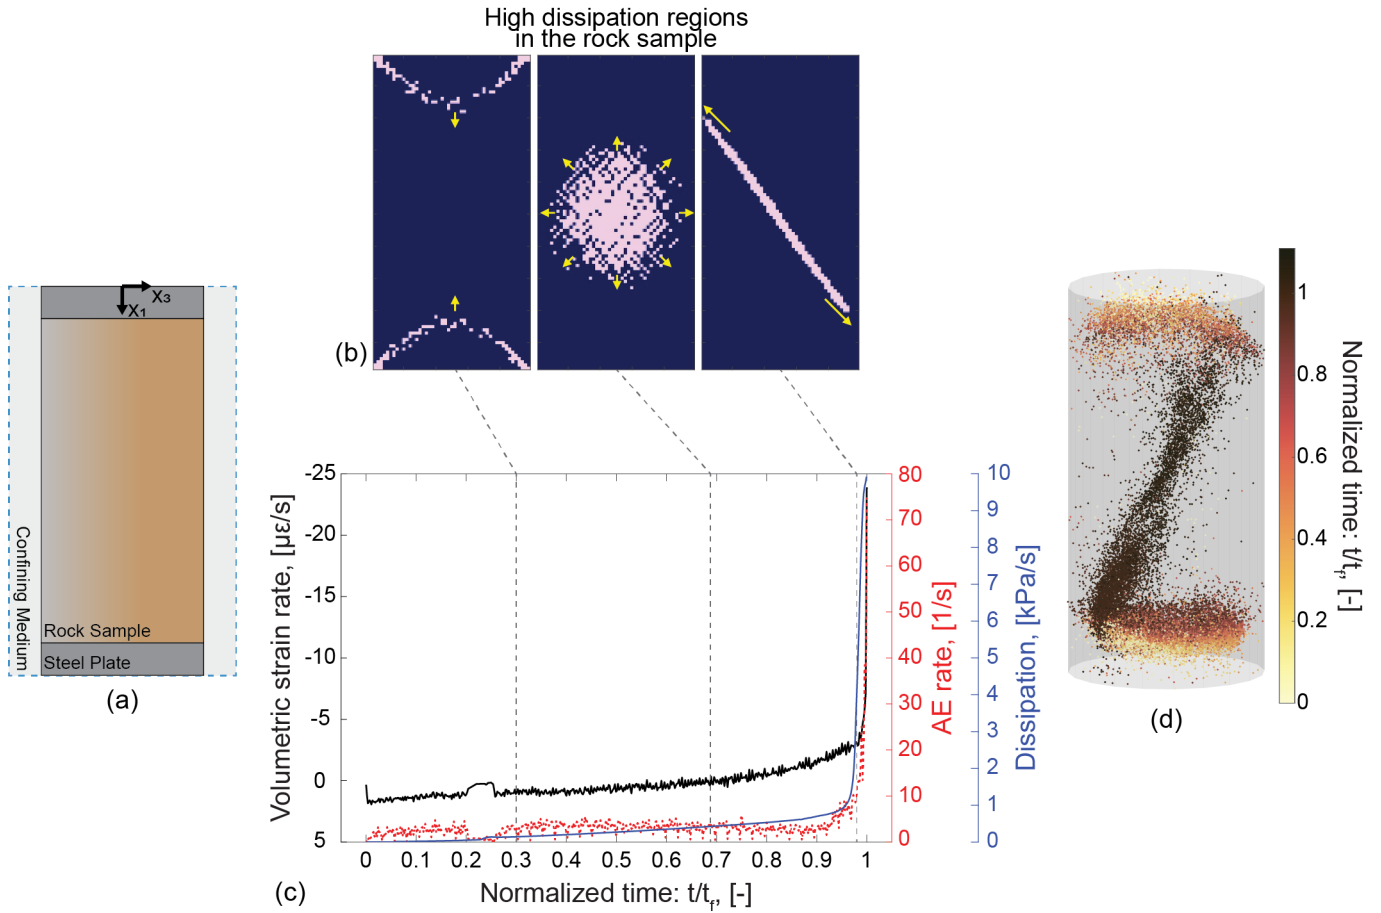 High dissipation regions
in the rock sample
(b)
X₃
X₁
Confining Medium
Rock Sample
Steel Plate
(a)
Volumetric strain rate, [με/s]
-25
-20
-15
-10
-5
0
5
0 0.1 0.2 0.3 0.4 0.5 0.6 0.7 0.8 0.9 1
Normalized time: t/tf, [-]
(c)
80
70
60
50
40
30
20
10
0
AE rate, [1/s]
10
9
8
7
6
5
4
3
2
1
0
Dissipation, [kPa/s]
(d)
1
0.8
0.6
0.4
0.2
0
Normalized time: t/tf, [-]